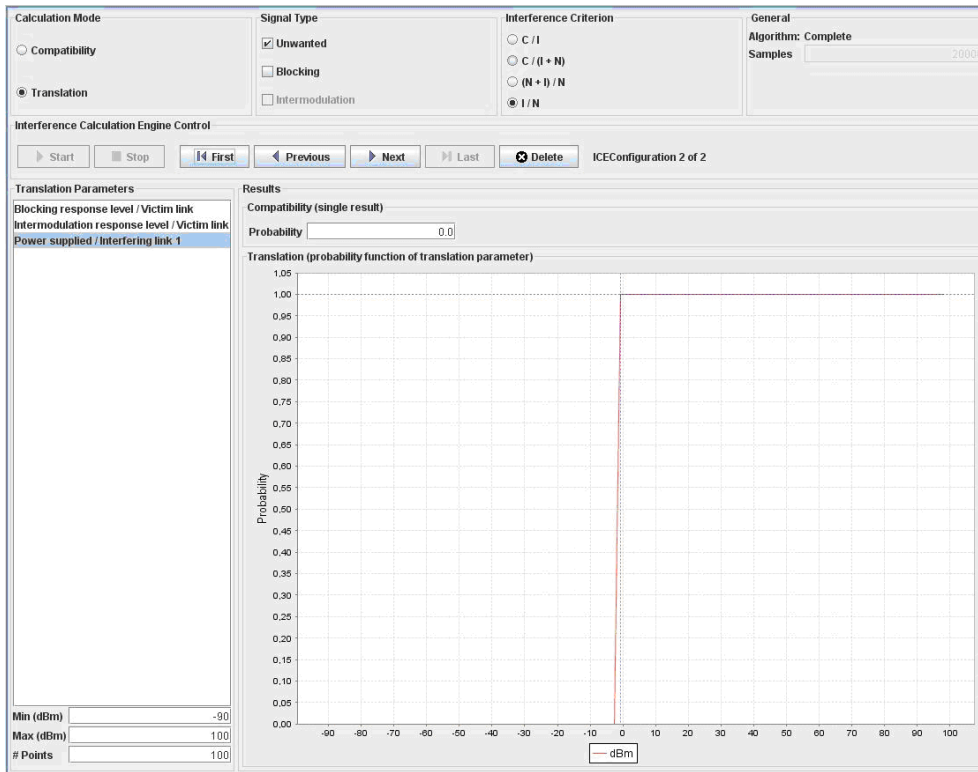 Calculation Mode
Compatibility
Translation
Signal Type
Unwanted
Blocking
Intermodulation
Interference Criterion
C / I
C / (I + N)
(N + I) / N
I / N
General
Algorithm: Complete
Samples 2000
Interference Calculation Engine Control
Start Stop First Previous Next Last Delete ICEConfiguration 2 of 2
Translation Parameters
Blocking response level / Victim link
Intermodulation response level / Victim link
Power supplied / Interfering link 1
Min (dBm) -90
Max (dBm) 100
# Points 100
Results
Compatibility (single result)
Probability 0.0
Translation (probability function of translation parameter)
Probability
1,05
1,00
0,95
0,90
0,85
0,80
0,75
0,70
0,65
0,60
0,55
0,50
0,45
0,40
0,35
0,30
0,25
0,20
0,15
0,10
0,05
0,00
-90 -80 -70 -60 -50 -40 -30 -20 -10 0 10 20 30 40 50 60 70 80 90 100
dBm